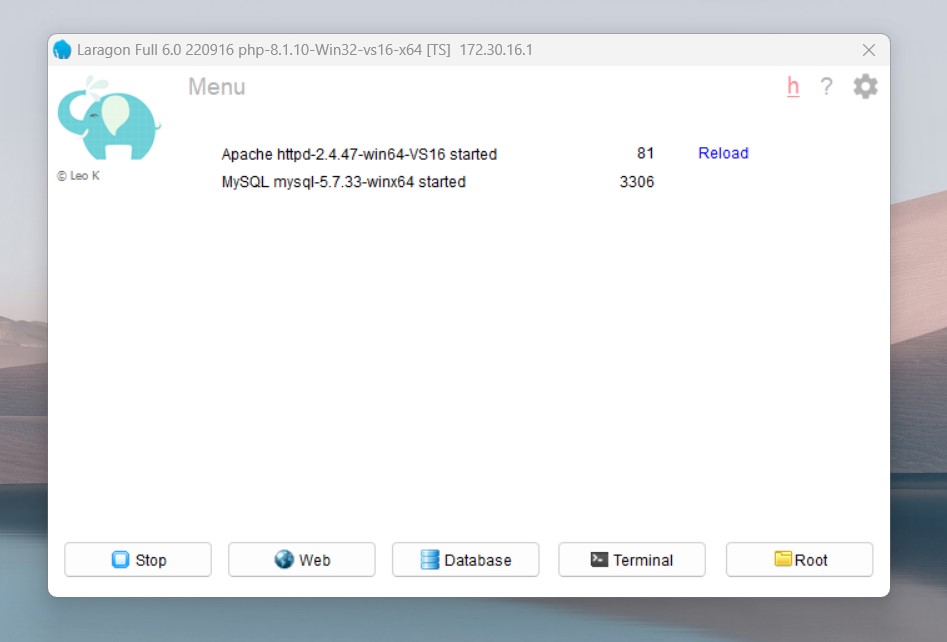 Laragon Full 6.0 220916 php-8.1.10-Win32-vs16-x64 [TS] 172.30.16.1
Menu
h ?
© Leo K
Apache httpd-2.4.47-win64-VS16 started 81 Reload
MySQL mysql-5.7.33-winx64 started 3306
Stop Web Database Terminal Root